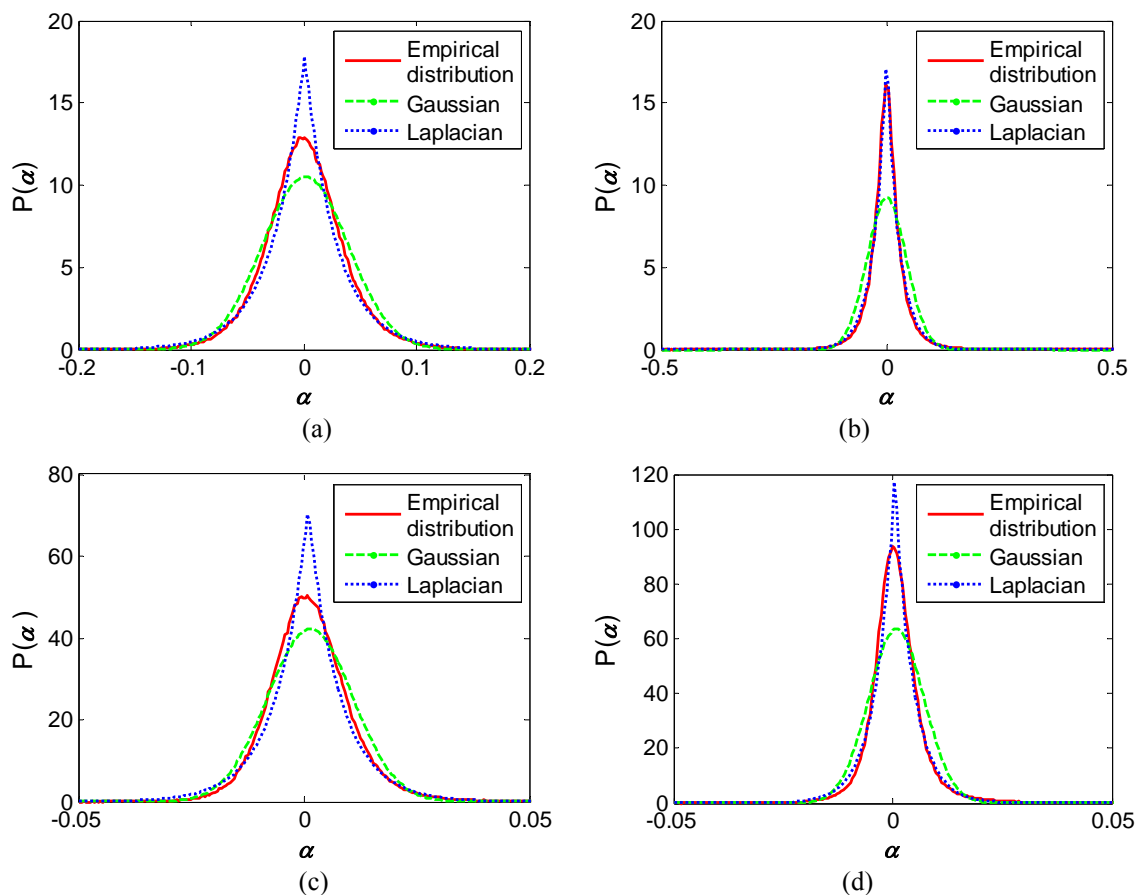 20
15
10
5
0
-0.2
-0.1
0
0.1
0.2
P(α)
α
Empirical
distribution
Gaussian
Laplacian
(a)
20
15
10
5
0
-0.5
0
0.5
P(α)
α
Empirical
distribution
Gaussian
Laplacian
(b)
80
60
40
20
0
-0.05
0
0.05
P(α)
α
Empirical
distribution
Gaussian
Laplacian
(c)
120
100
80
60
40
20
0
-0.05
0
0.05
P(α)
α
Empirical
distribution
Gaussian
Laplacian
(d)